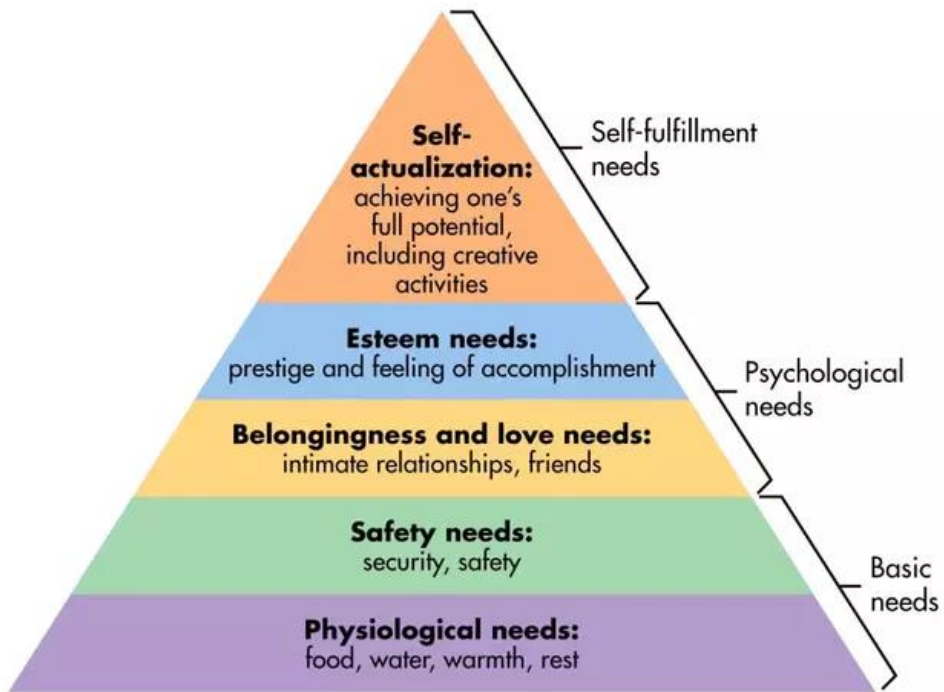 Self-
actualization:
achieving one's
full potential,
including creative
activities
Self-fulfillment
needs
Esteem needs:
prestige and feeling of accomplishment
Belongingness and love needs:
intimate relationships, friends
Psychological
needs
Safety needs:
security, safety
Physiological needs:
food, water, warmth, rest
Basic
needs